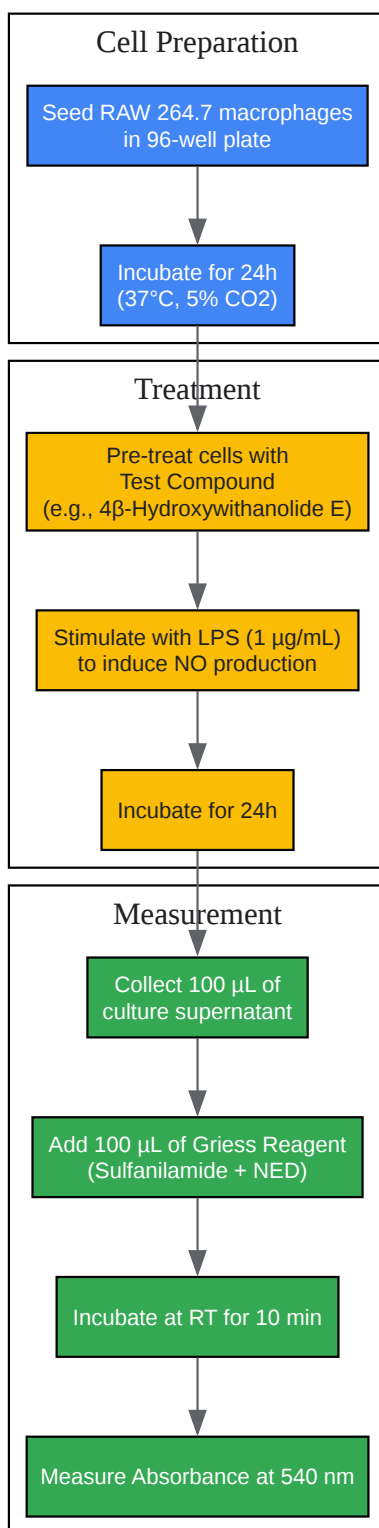 Cell Preparation
Seed RAW 264.7 macrophages
in 96-well plate
Incubate for 24h
(37°C, 5% CO2)
Treatment
Pre-treat cells with
Test Compound
(e.g., 4β-Hydroxywithanolide E)
Stimulate with LPS (1 µg/mL)
to induce NO production
Incubate for 24h
Measurement
Collect 100 µL of
culture supernatant
Add 100 µL of Griess Reagent
(Sulfanilamide + NED)
Incubate at RT for 10 min
Measure Absorbance at 540 nm